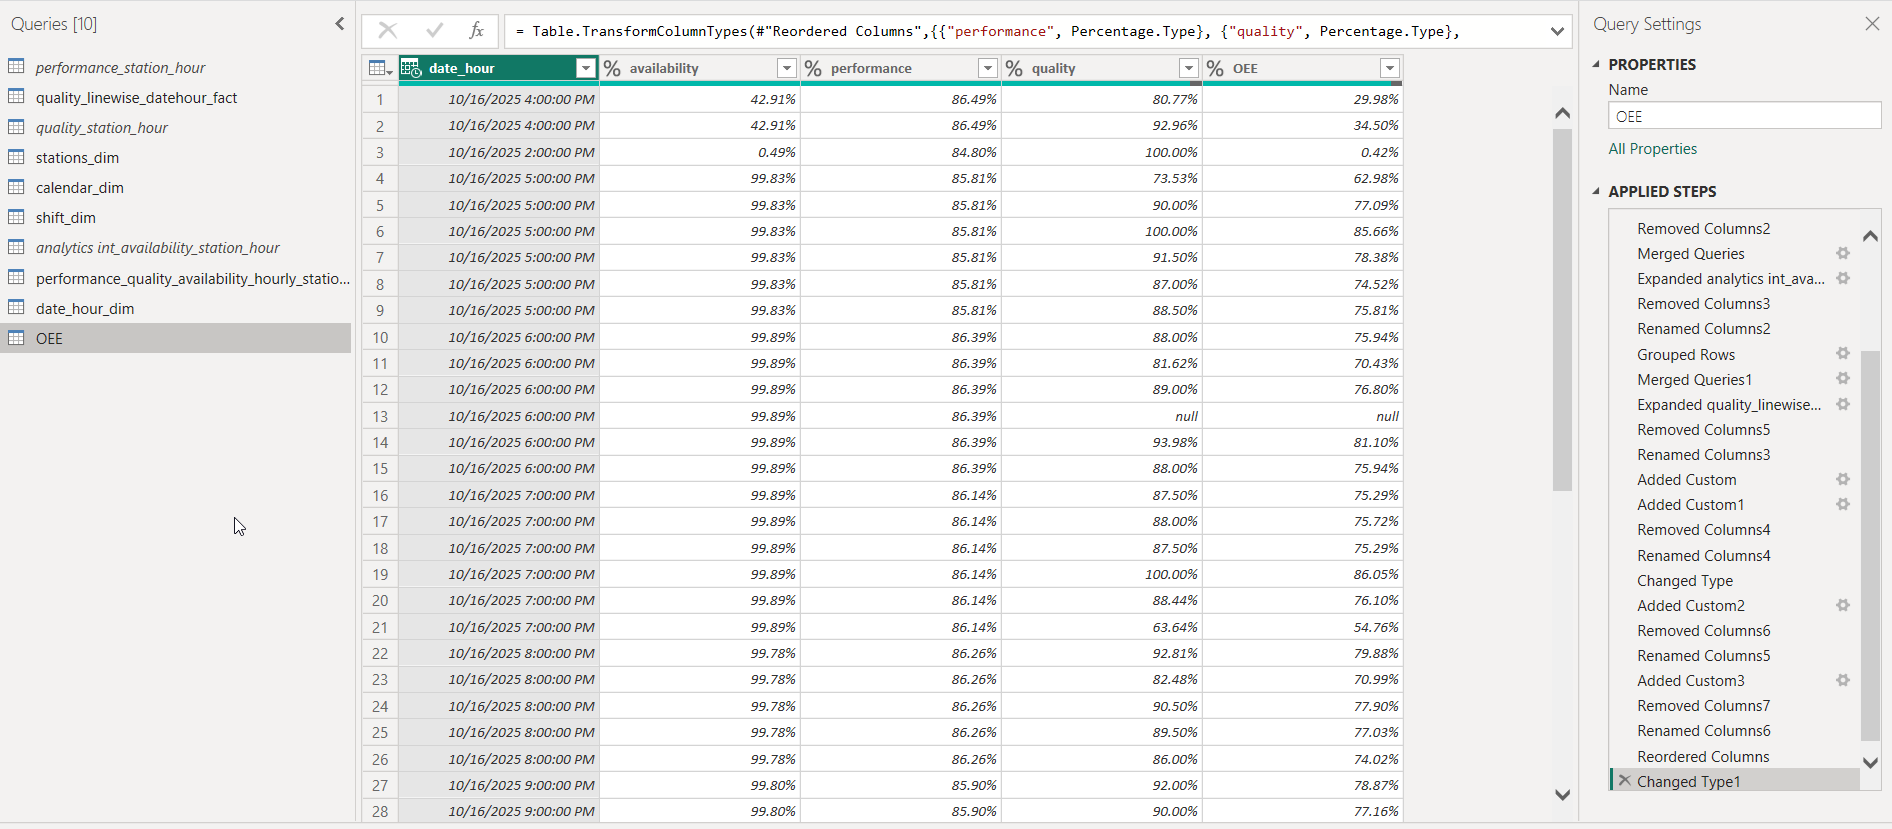 Queries [10]
performance_station_hour
quality_linewise_datehour_fact
quality_station_hour
stations_dim
calendar_dim
shift_dim
analytics int_availability_station_hour
performance_quality_availability_hourly_statio...
date_hour_dim
OEE
fx = Table.TransformColumnTypes(#"Reordered Columns",{{"performance", Percentage.Type}, {"quality", Percentage.Type},
date_hour % availability % performance % quality % OEE
1 10/16/2025 4:00:00 PM 42.91% 86.49% 80.77% 29.98%
2 10/16/2025 4:00:00 PM 42.91% 86.49% 92.96% 34.50%
3 10/16/2025 2:00:00 PM 0.49% 84.80% 100.00% 0.42%
4 10/16/2025 5:00:00 PM 99.83% 85.81% 73.53% 62.98%
5 10/16/2025 5:00:00 PM 99.83% 85.81% 90.00% 77.09%
6 10/16/2025 5:00:00 PM 99.83% 85.81% 100.00% 85.66%
7 10/16/2025 5:00:00 PM 99.83% 85.81% 91.50% 78.38%
8 10/16/2025 5:00:00 PM 99.83% 85.81% 87.00% 74.52%
9 10/16/2025 5:00:00 PM 99.83% 85.81% 88.50% 75.81%
10 10/16/2025 6:00:00 PM 99.89% 86.39% 88.00% 75.94%
11 10/16/2025 6:00:00 PM 99.89% 86.39% 81.62% 70.43%
12 10/16/2025 6:00:00 PM 99.89% 86.39% 89.00% 76.80%
13 10/16/2025 6:00:00 PM 99.89% 86.39% null null
14 10/16/2025 6:00:00 PM 99.89% 86.39% 93.98% 81.10%
15 10/16/2025 6:00:00 PM 99.89% 86.39% 88.00% 75.94%
16 10/16/2025 7:00:00 PM 99.89% 86.14% 87.50% 75.29%
17 10/16/2025 7:00:00 PM 99.89% 86.14% 88.00% 75.72%
18 10/16/2025 7:00:00 PM 99.89% 86.14% 87.50% 75.29%
19 10/16/2025 7:00:00 PM 99.89% 86.14% 100.00% 86.05%
20 10/16/2025 7:00:00 PM 99.89% 86.14% 88.44% 76.10%
21 10/16/2025 7:00:00 PM 99.89% 86.14% 63.64% 54.76%
22 10/16/2025 8:00:00 PM 99.78% 86.26% 92.81% 79.88%
23 10/16/2025 8:00:00 PM 99.78% 86.26% 82.48% 70.99%
24 10/16/2025 8:00:00 PM 99.78% 86.26% 90.50% 77.90%
25 10/16/2025 8:00:00 PM 99.78% 86.26% 89.50% 77.03%
26 10/16/2025 8:00:00 PM 99.78% 86.26% 86.00% 74.02%
27 10/16/2025 9:00:00 PM 99.80% 85.90% 92.00% 78.87%
28 10/16/2025 9:00:00 PM 99.80% 85.90% 90.00% 77.16%
Query Settings
PROPERTIES
Name
OEE
All Properties
APPLIED STEPS
Removed Columns2
Merged Queries
Expanded analytics int_ava...
Removed Columns3
Renamed Columns2
Grouped Rows
Merged Queries1
Expanded quality_linewise...
Removed Columns5
Renamed Columns3
Added Custom
Added Custom1
Removed Columns4
Renamed Columns4
Changed Type
Added Custom2
Removed Columns6
Renamed Columns5
Added Custom3
Removed Columns7
Renamed Columns6
Reordered Columns
Changed Type1